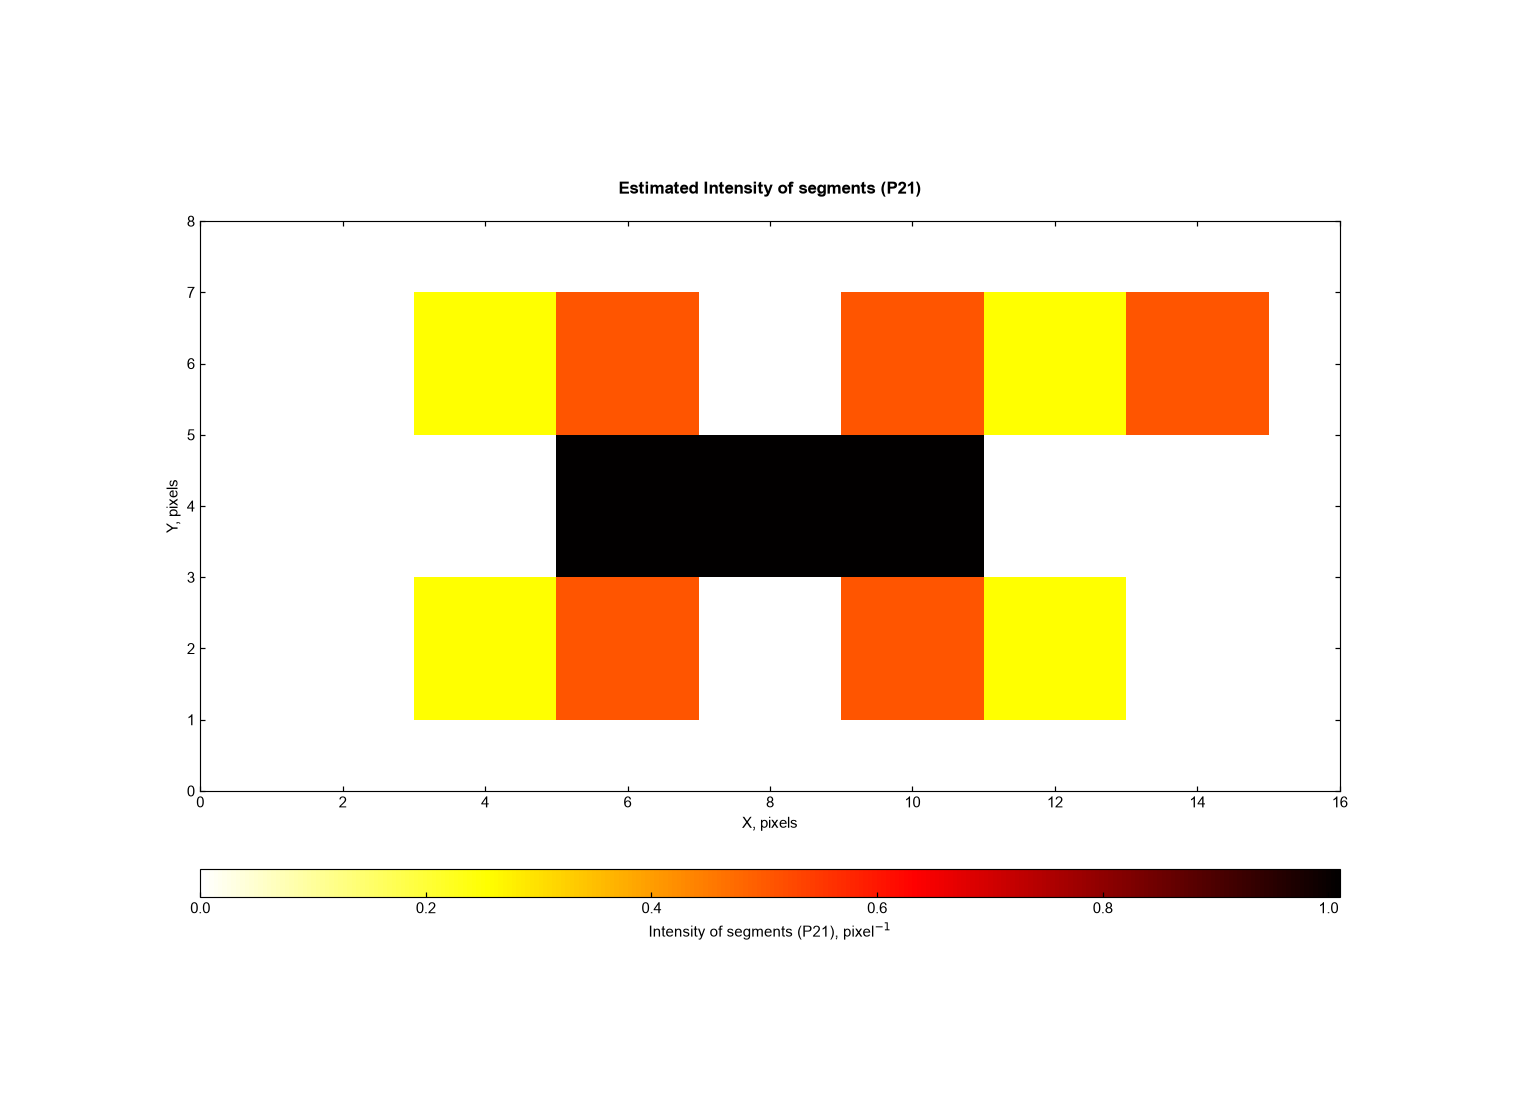 Estimated Intensity of segments (P21)
8
7
6
5
4
3
2
1
0
Y, pixels
0 2 4 6 8 10 12 14 16
X, pixels
0.0 0.2 0.4 0.6 0.8 1.0
Intensity of segments (P21), pixel⁻¹